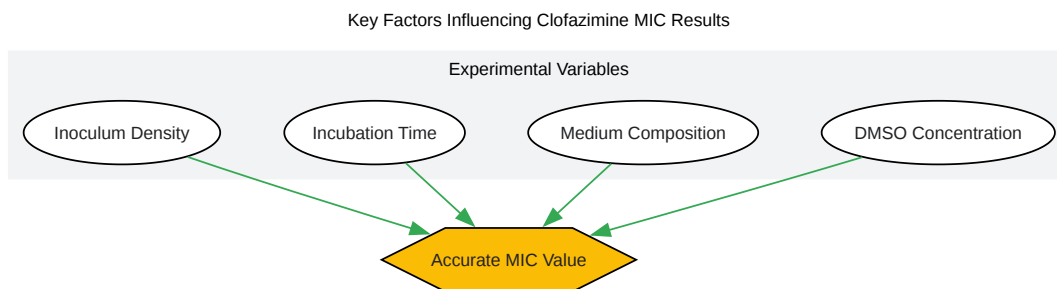 Key Factors Influencing Clofazimine MIC Results
Experimental Variables
Inoculum Density
Incubation Time
Medium Composition
DMSO Concentration
Accurate MIC Value